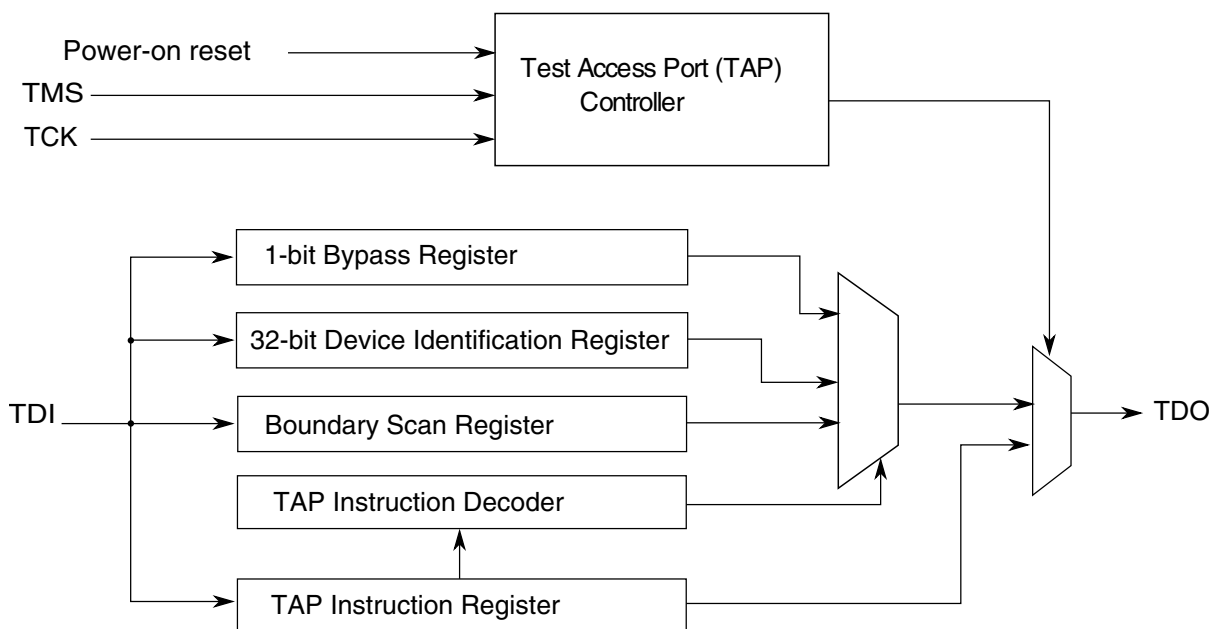 Power-on reset
TMS
TCK
Test Access Port (TAP)
Controller
1-bit Bypass Register
32-bit Device Identification Register
TDI
Boundary Scan Register
TDO
TAP Instruction Decoder
TAP Instruction Register